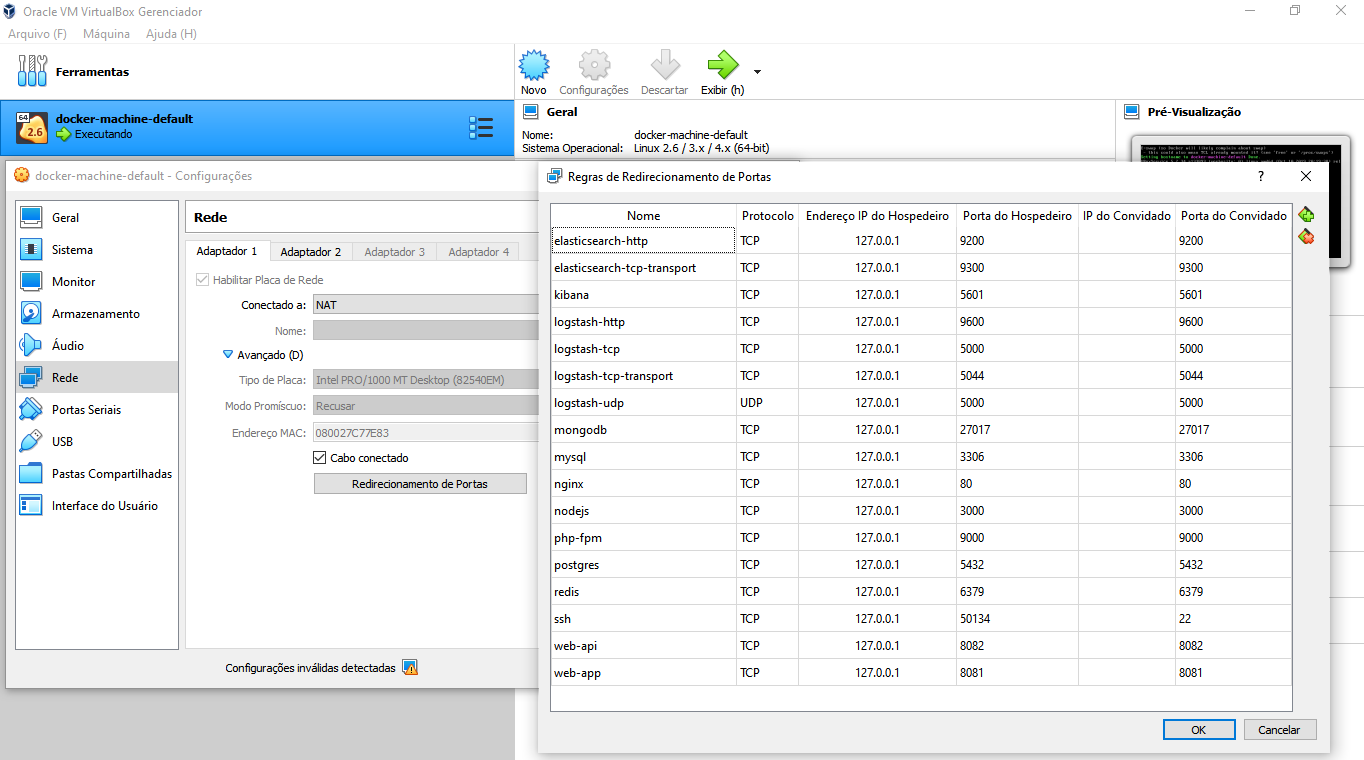 Oracle VM VirtualBox Gerenciador
Arquivo (F) Máquina Ajuda (H)
Ferramentas
Novo Configurações Descartar Exibir (h)
64
2.6
docker-machine-default
Executando
Geral
Nome: docker-machine-default
Sistema Operacional: Linux 2.6 / 3.x / 4.x (64-bit)
Pré-Visualização
docker-machine-default - Configurações
Geral
Sistema
Monitor
Armazenamento
Áudio
Rede
Portas Seriais
USB
Pastas Compartilhadas
Interface do Usuário
Rede
Adaptador 1 Adaptador 2 Adaptador 3 Adaptador 4
Habilitar Placa de Rede
Conectado a: NAT
Nome:
Avançado (D)
Tipo de Placa: Intel PRO/1000 MT Desktop (82540EM)
Modo Promíscuo: Recusar
Endereço MAC: 080027C77E83
Cabo conectado
Redirecionamento de Portas
Configurações inválidas detectadas
Regras de Redirecionamento de Portas ?
Nome Protocolo Endereço IP do Hospedeiro Porta do Hospedeiro IP do Convidado Porta do Convidado
elasticsearch-http TCP 127.0.0.1 9200 9200
elasticsearch-tcp-transport TCP 127.0.0.1 9300 9300
kibana TCP 127.0.0.1 5601 5601
logstash-http TCP 127.0.0.1 9600 9600
logstash-tcp TCP 127.0.0.1 5000 5000
logstash-tcp-transport TCP 127.0.0.1 5044 5044
logstash-udp UDP 127.0.0.1 5000 5000
mongodb TCP 127.0.0.1 27017 27017
mysql TCP 127.0.0.1 3306 3306
nginx TCP 127.0.0.1 80 80
nodejs TCP 127.0.0.1 3000 3000
php-fpm TCP 127.0.0.1 9000 9000
postgres TCP 127.0.0.1 5432 5432
redis TCP 127.0.0.1 6379 6379
ssh TCP 127.0.0.1 50134 22
web-api TCP 127.0.0.1 8082 8082
web-app TCP 127.0.0.1 8081 8081
OK Cancelar